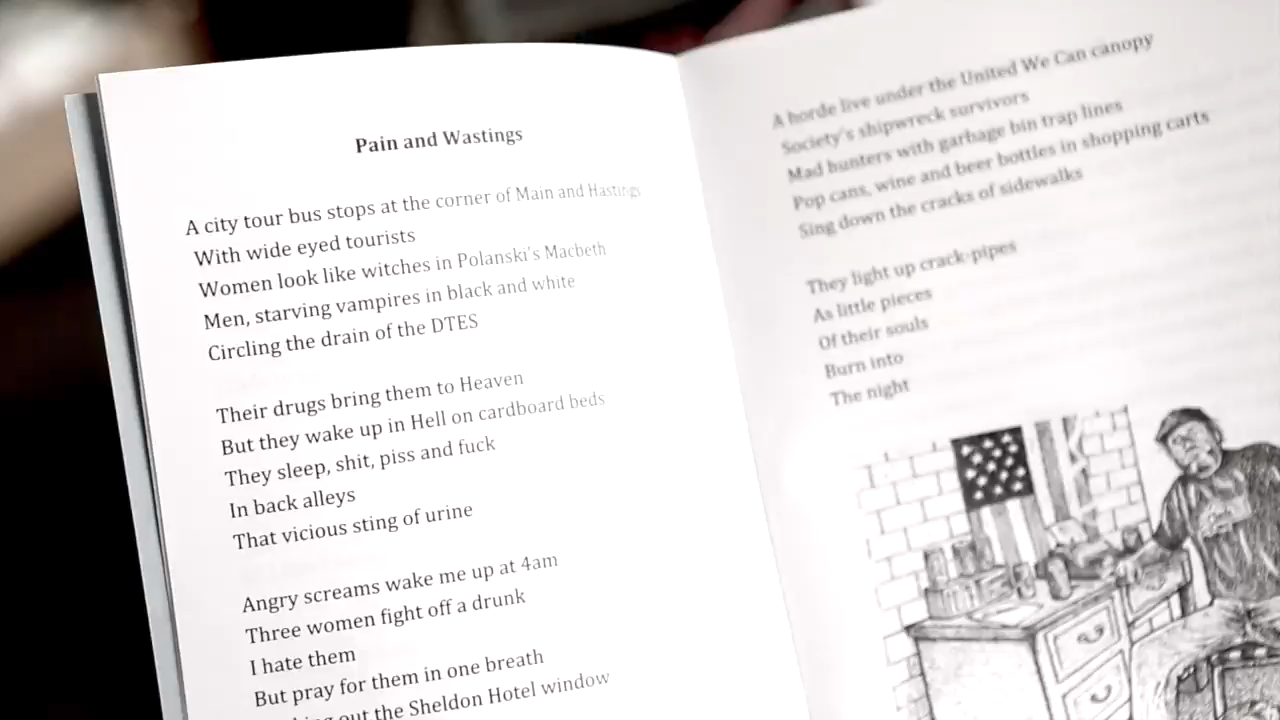 Pain and Wastings
A city tour bus stops at the corner of Main and Hastings
With wide eyed tourists
Women look like witches in Polanski's Macbeth
Men, starving vampires in black and white
Circling the drain of the DTES
Their drugs bring them to Heaven
But they wake up in Hell on cardboard beds
They sleep, shit, piss and fuck
In back alleys
That vicious sting of urine
Angry screams wake me up at 4am
Three women fight off a drunk
I hate them
But pray for them in one breath
out the Sheldon Hotel window
A horde live under the United We Can canopy
Society's shipwreck survivors
Mad hunters with garbage bin trap lines
Pop cans, wine and beer bottles in shopping carts
Sing down the cracks of sidewalks
They light up crack-pipes
As little pieces
Of their souls
Burn into
The night